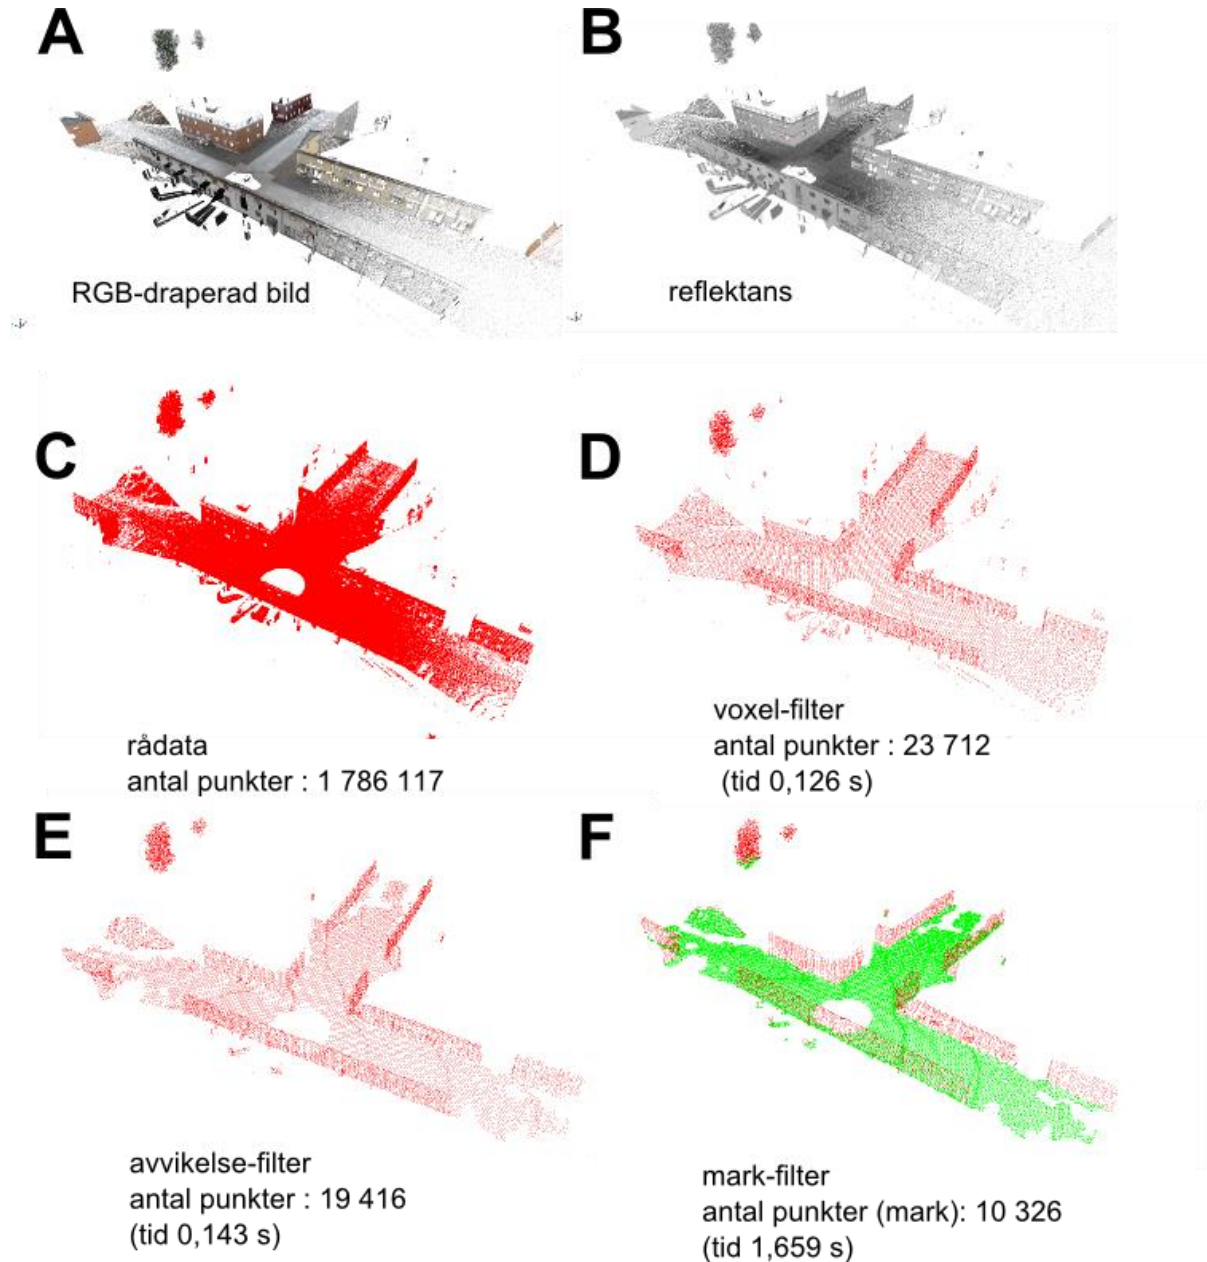 A
B
RGB-draperad bild
reflektans
C
D
rådata
antal punkter : 1 786 117
voxel-filter
antal punkter : 23 712
(tid 0,126 s)
E
F
avvikelse-filter
antal punkter : 19 416
(tid 0,143 s)
mark-filter
antal punkter (mark): 10 326
(tid 1,659 s)